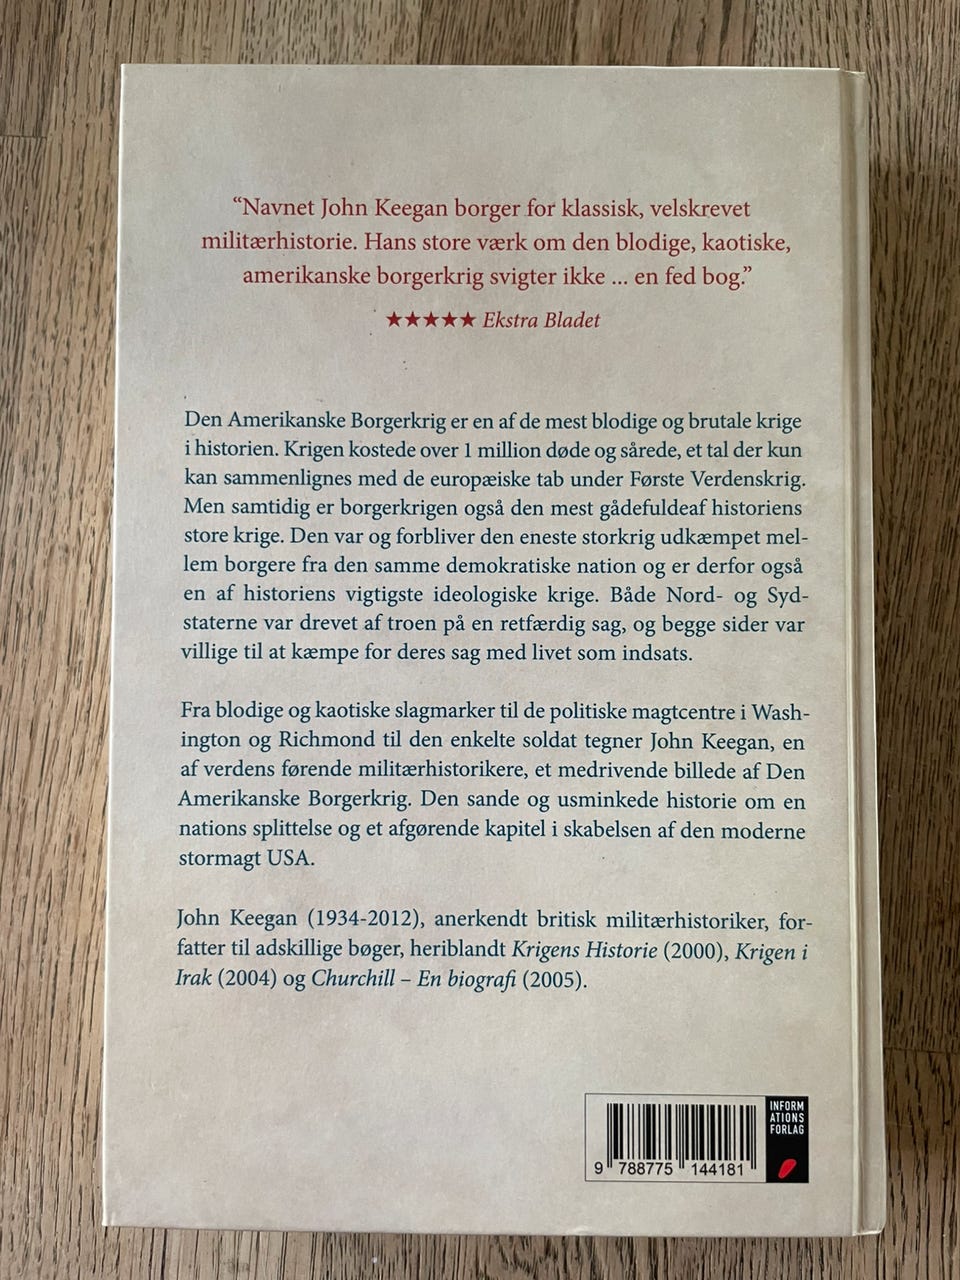 “Navnet John Keegan borger for klassisk, velskrevet
militærhistorie. Hans store værk om den blodige, kaotiske,
amerikanske borgerkrig svigter ikke ... en fed bog.”
★★★★★ Ekstra Bladet
Den Amerikanske Borgerkrig er en af de mest blodige og brutale krige
i historien. Krigen kostede over 1 million døde og sårede, et tal der kun
kan sammenlignes med de europæiske tab under Første Verdenskrig.
Men samtidig er borgerkrigen også den mest gådefuldeaf historiens
store krige. Den var og forbliver den eneste storkrig udkæmpet mel-
lem borgere fra den samme demokratiske nation og er derfor også
en af historiens vigtigste ideologiske krige. Både Nord- og Syd-
staterne var drevet af troen på en retfærdig sag, og begge sider var
villige til at kæmpe for deres sag med livet som indsats.
Fra blodige og kaotiske slagmarker til de politiske magtcentre i Wash-
ington og Richmond til den enkelte soldat tegner John Keegan, en
af verdens førende militærhistorikere, et medrivende billede af Den
Amerikanske Borgerkrig. Den sande og usminkede historie om en
nations splittelse og et afgørende kapitel i skabelsen af den moderne
stormagt USA.
John Keegan (1934-2012), anerkendt britisk militærhistoriker, for-
fatter til adskillige bøger, heriblandt Krigens Historie (2000), Krigen i
Irak (2004) og Churchill – En biografi (2005).
INFORM
ATIONS
FORLAG
9 788775 144181